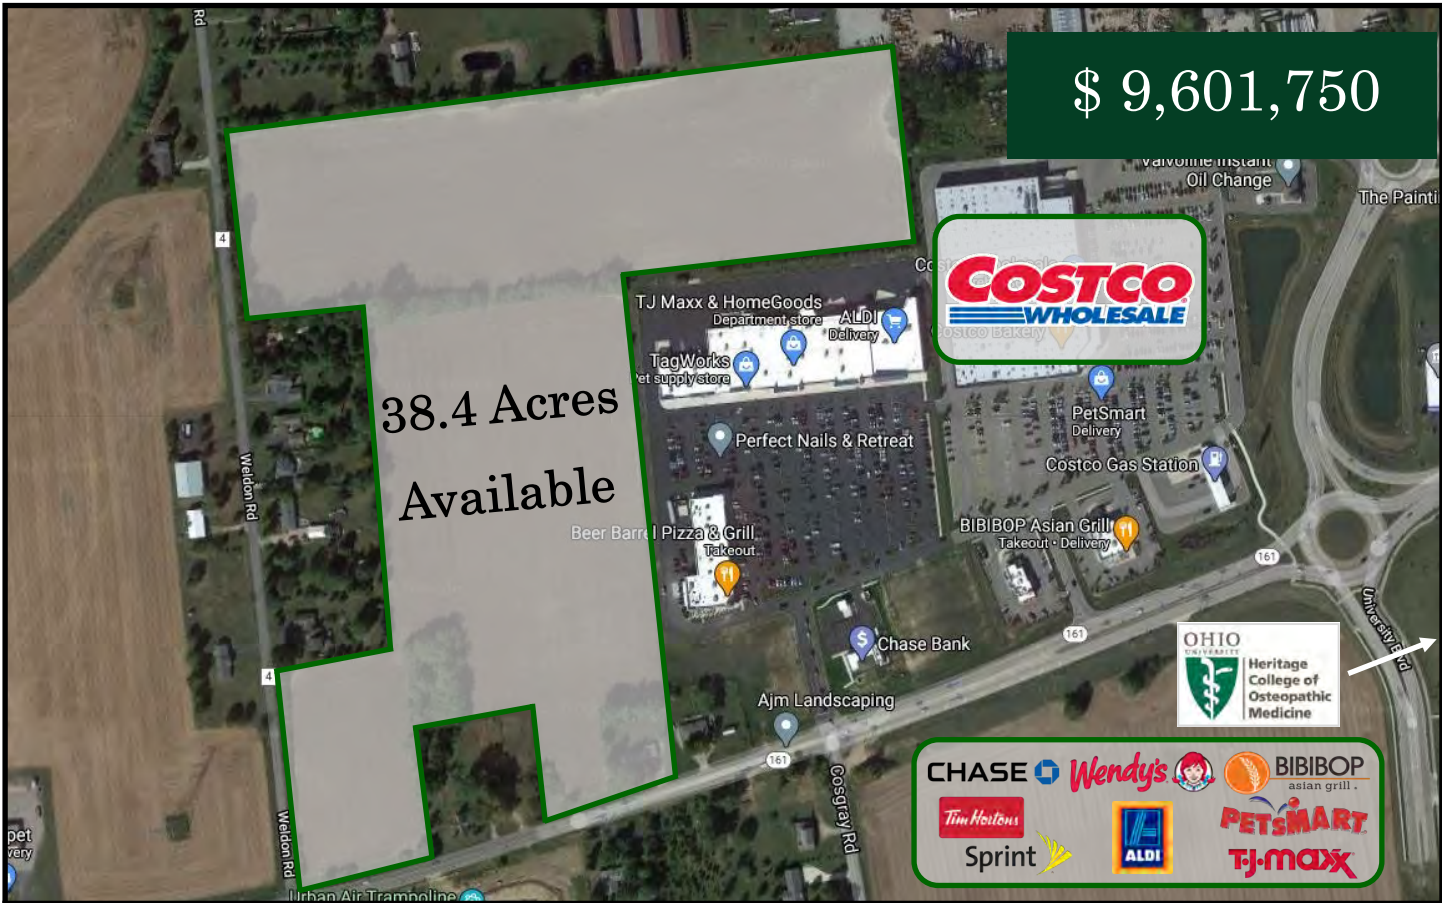 Rd
$ 9,601,750
Valvoline Instant
Oil Change
The Painti
4
COSTCO
WHOLESALE
Costco Bakery
TJ Maxx & HomeGoods
Department store
ALDI
Delivery
TagWorks
Pet supply store
38.4 Acres
Available
PetSmart
Delivery
Perfect Nails & Retreat
Costco Gas Station
Weldon Rd
Beer Barrel Pizza & Grill
Takeout
BIBIBOP Asian Grill
Takeout • Delivery
161
161
University Blvd
OHIO
UNIVERSITY
Heritage
College of
Osteopathic
Medicine
$
Chase Bank
4
Ajm Landscaping
161
Cosgray Rd
CHASE
Wendy's
BIBIBOP
asian grill.
Tim Hortons
PETSMART
Sprint
ALDI
T.J.maxx
Weldon Rd
pet
very
Urban Air Trampoline